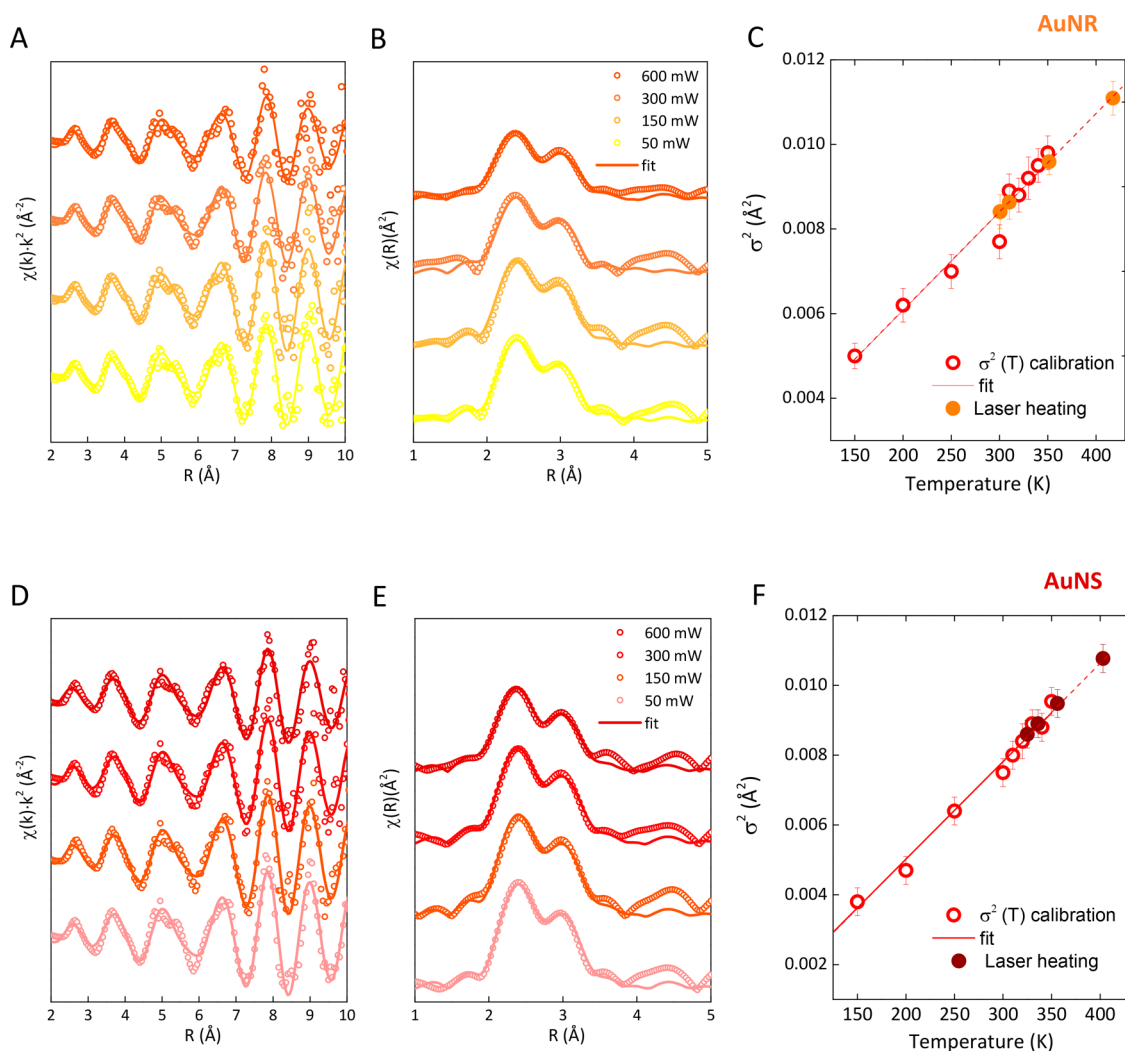 AuNR
A
B
C
χ(k)·k² (Å⁻²)
2 3 4 5 6 7 8 9 10
R (Å)
χ(R)(Å²)
600 mW
300 mW
150 mW
50 mW
fit
1 2 3 4 5
R (Å)
σ² (Å²)
0.012
0.010
0.008
0.006
0.004
σ² (T) calibration
fit
Laser heating
150 200 250 300 350 400
Temperature (K)
AuNS
D
E
F
χ(k)·k² (Å⁻²)
2 3 4 5 6 7 8 9 10
R (Å)
χ(R)(Å²)
600 mW
300 mW
150 mW
50 mW
fit
1 2 3 4 5
R (Å)
σ² (Å²)
0.012
0.010
0.008
0.006
0.004
0.002
σ² (T) calibration
fit
Laser heating
150 200 250 300 350 400
Temperature (K)